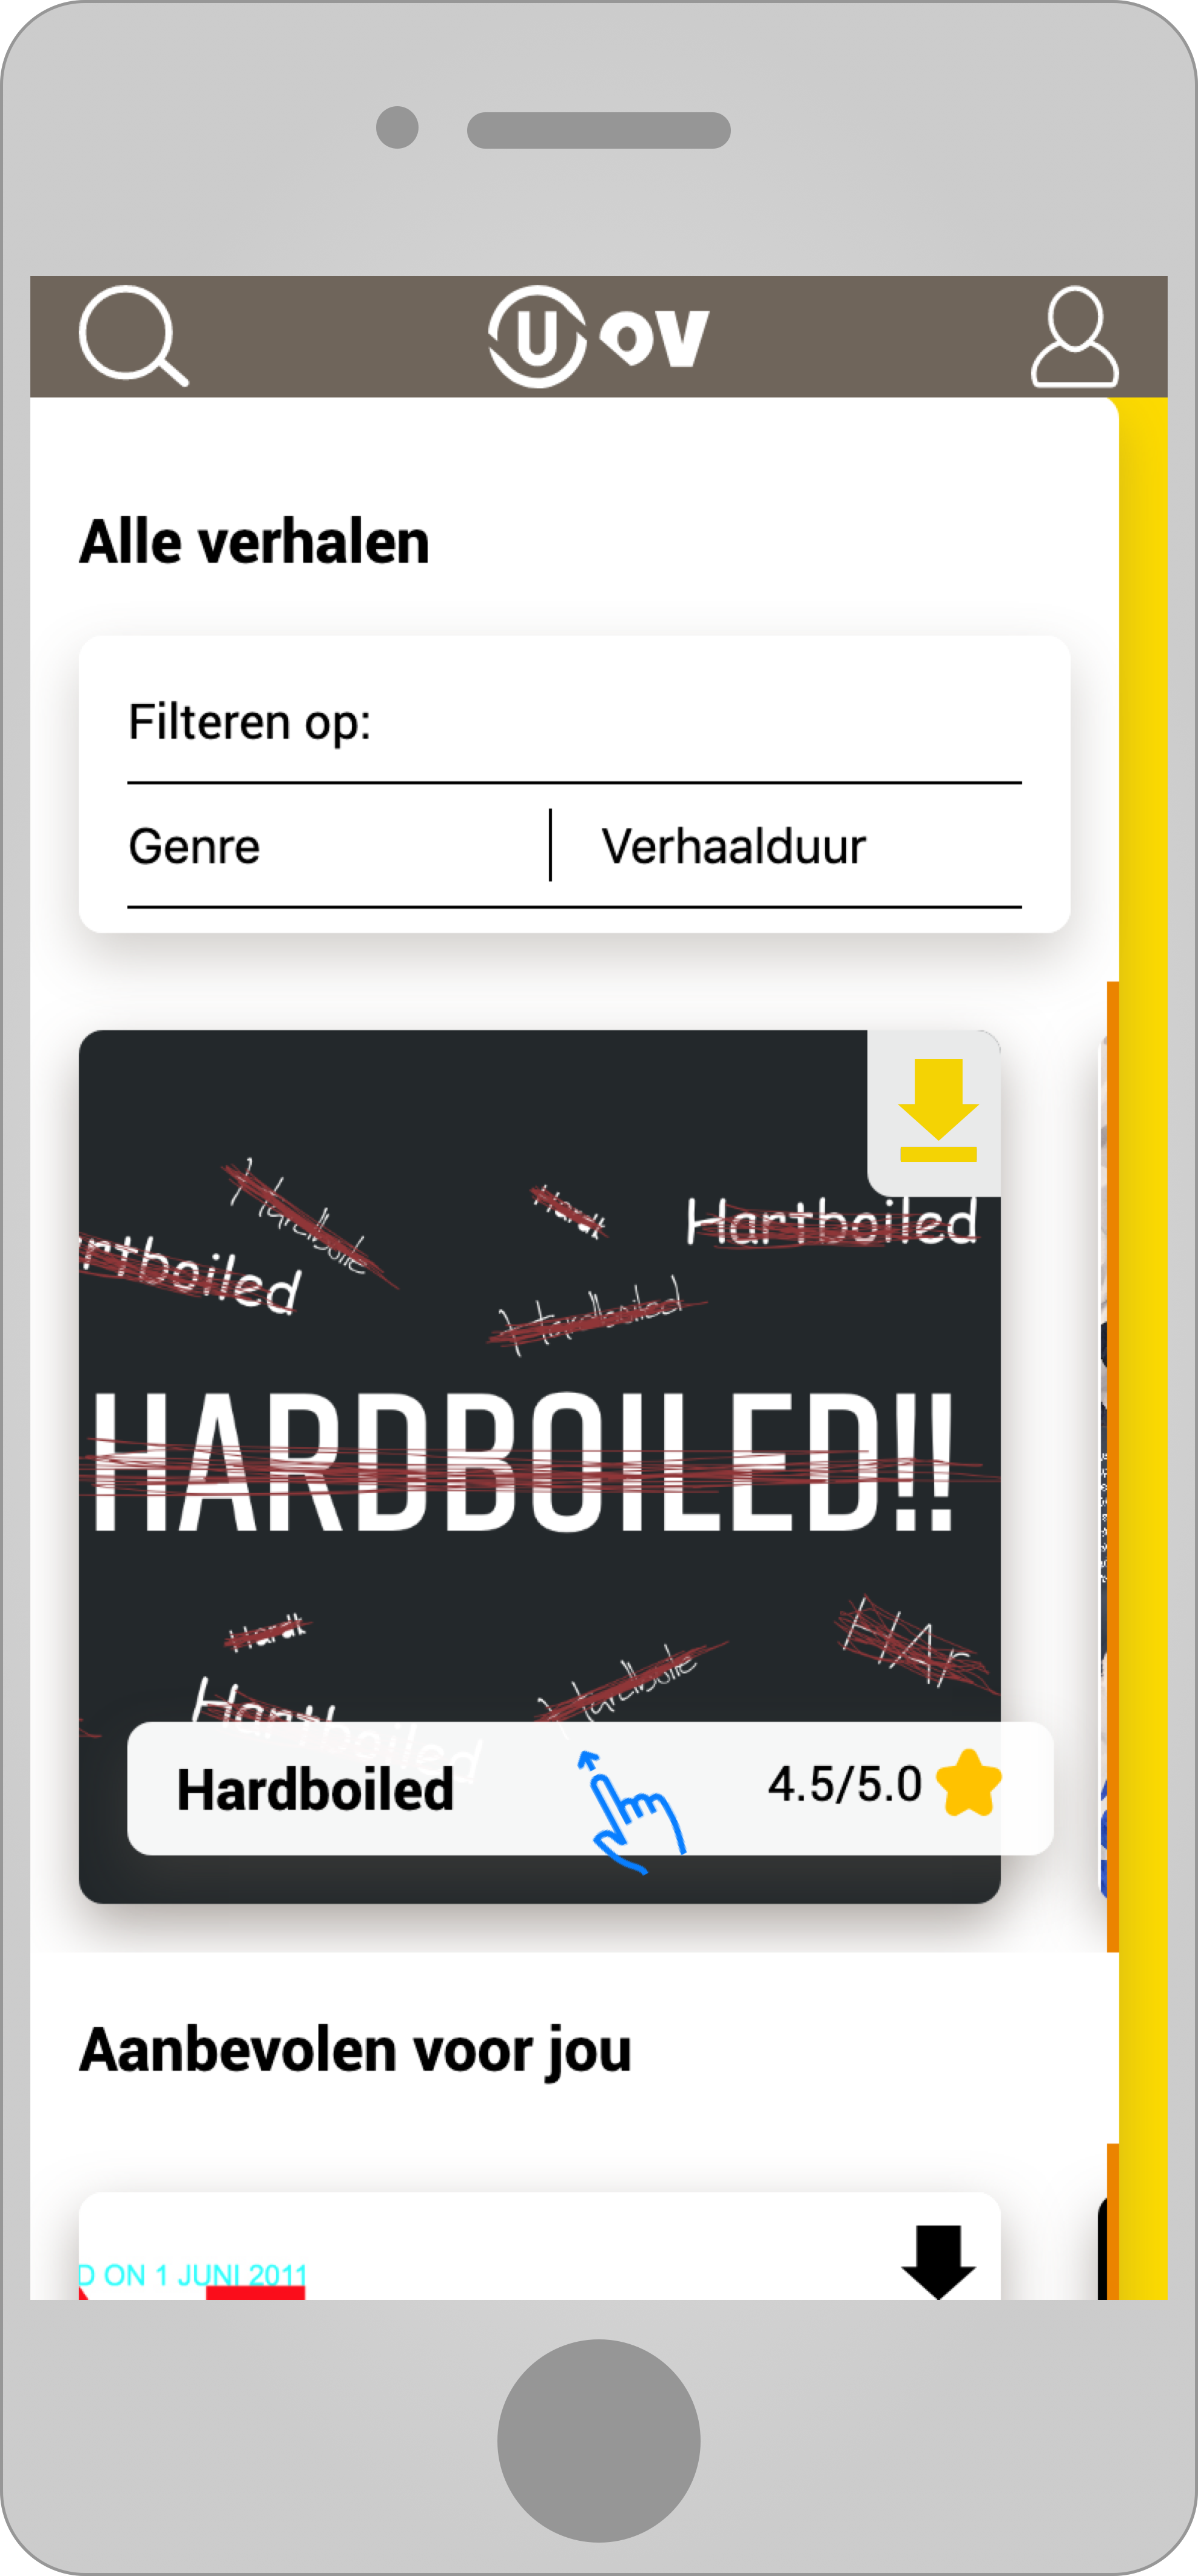 U OV
Alle verhalen
Filteren op:
Genre
Verhaalduur
Hardboile
Hardt
Hartboiled
rtboiled
Hardboiled
HARDBOILED!!
Hardt
HAr
Hardboile
Hartboiled
Hardboiled
4.5/5.0
Aanbevolen voor jou
D ON 1 JUNI 2011